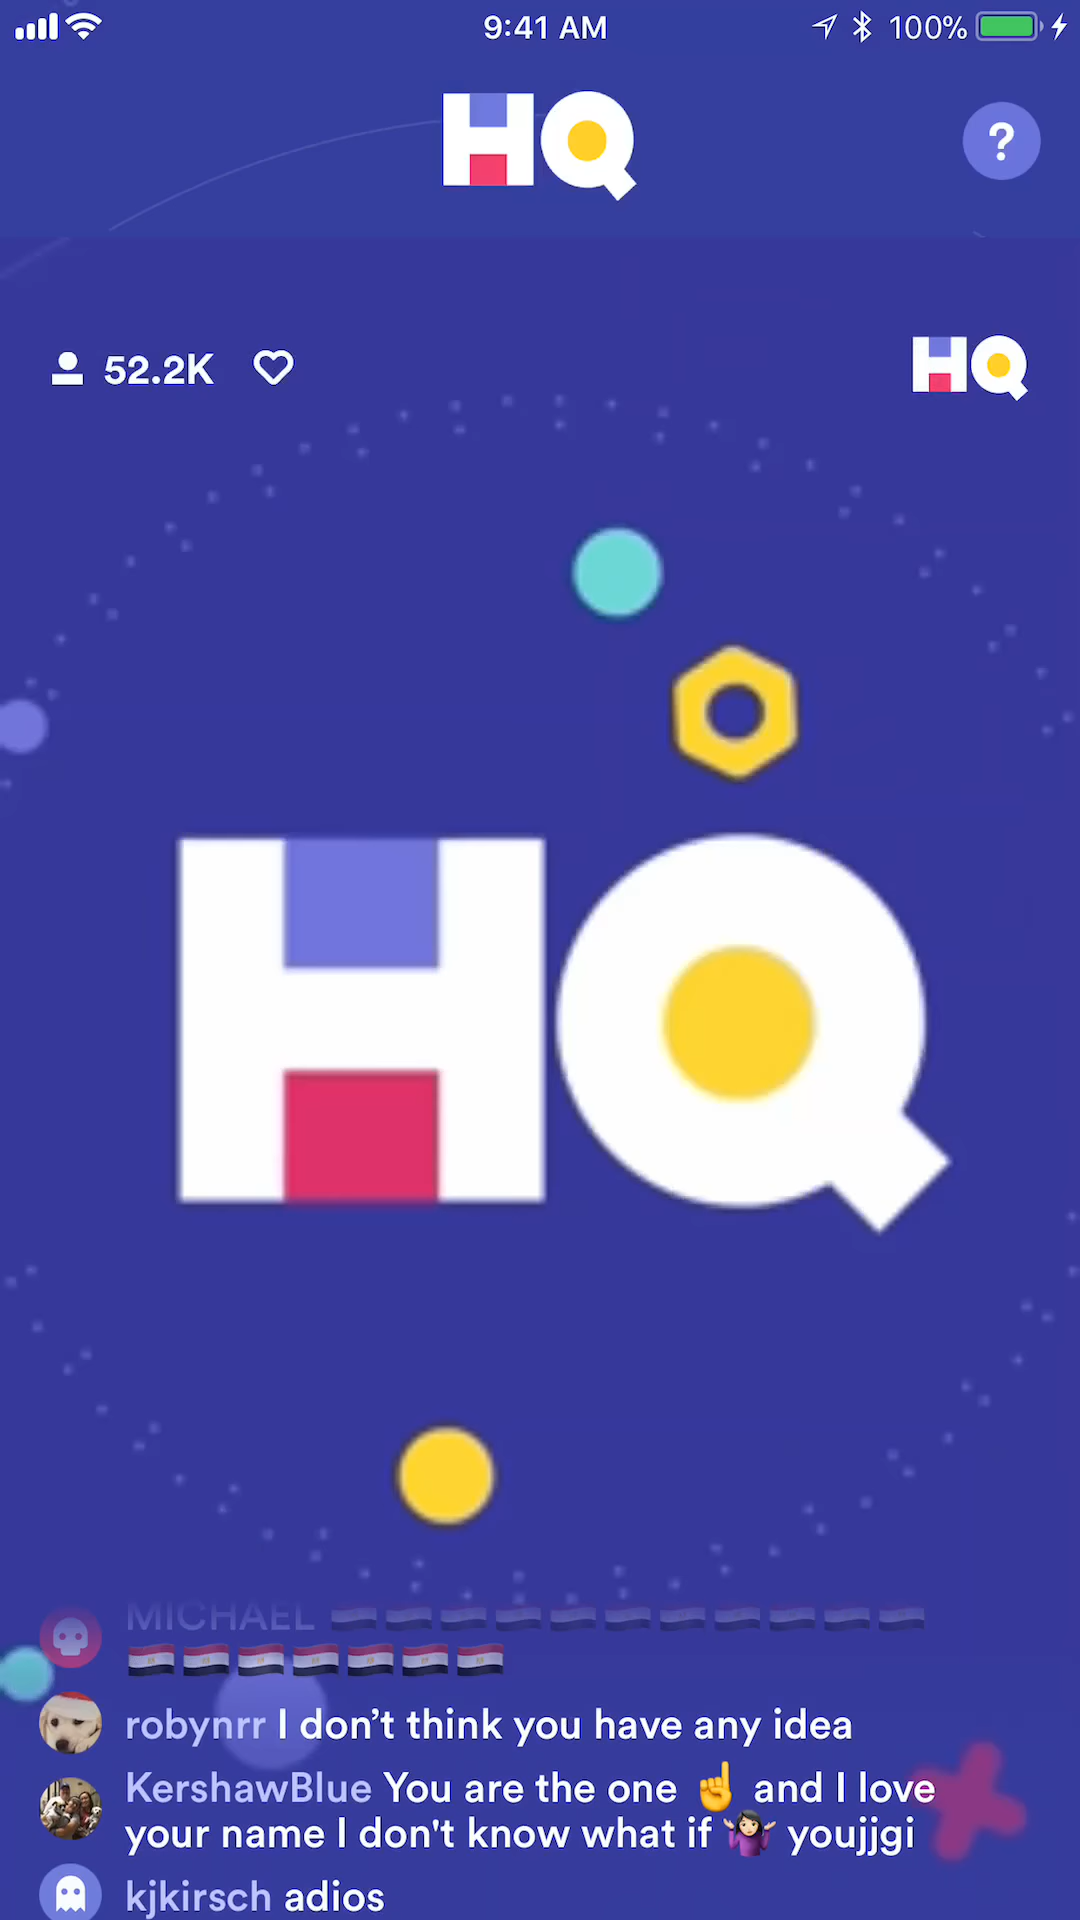 9:41 AM
100%
HQ
?
52.2K
HQ
HQ
MICHAEL 🇪🇬🇪🇬🇪🇬🇪🇬🇪🇬🇪🇬🇪🇬🇪🇬🇪🇬🇪🇬🇪🇬
🇪🇬🇪🇬🇪🇬🇪🇬🇪🇬🇪🇬🇪🇬
robynrr I don’t think you have any idea
KershawBlue You are the one ☝️ and I love
your name I don't know what if 🤷🏻‍♀️ youjjgi
kjkirsch adios